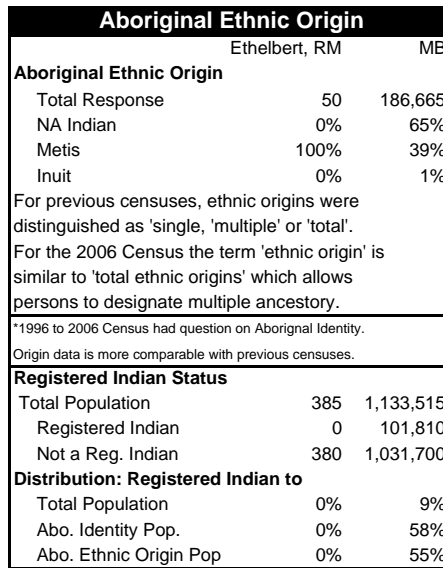 Aboriginal Ethnic Origin
Ethelbert, RM MB
Aboriginal Ethnic Origin
Total Response 50 186,665
NA Indian 0% 65%
Metis 100% 39%
Inuit 0% 1%
For previous censuses, ethnic origins were
distinguished as 'single, 'multiple' or 'total'.
For the 2006 Census the term 'ethnic origin' is
similar to 'total ethnic origins' which allows
persons to designate multiple ancestory.
*1996 to 2006 Census had question on Aborignal Identity.
Origin data is more comparable with previous censuses.
Registered Indian Status
Total Population 385 1,133,515
Registered Indian 0 101,810
Not a Reg. Indian 380 1,031,700
Distribution: Registered Indian to
Total Population 0% 9%
Abo. Identity Pop. 0% 58%
Abo. Ethnic Origin Pop 0% 55%